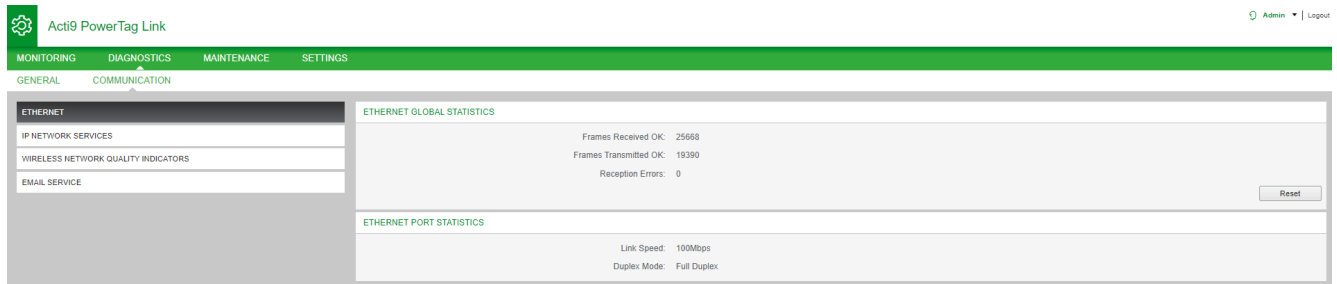 Acti9 PowerTag Link
Admin | Logout
MONITORING DIAGNOSTICS MAINTENANCE SETTINGS
GENERAL COMMUNICATION
ETHERNET
IP NETWORK SERVICES
WIRELESS NETWORK QUALITY INDICATORS
EMAIL SERVICE
ETHERNET GLOBAL STATISTICS
Frames Received OK: 25668
Frames Transmitted OK: 19390
Reception Errors: 0
Reset
ETHERNET PORT STATISTICS
Link Speed: 100Mbps
Duplex Mode: Full Duplex